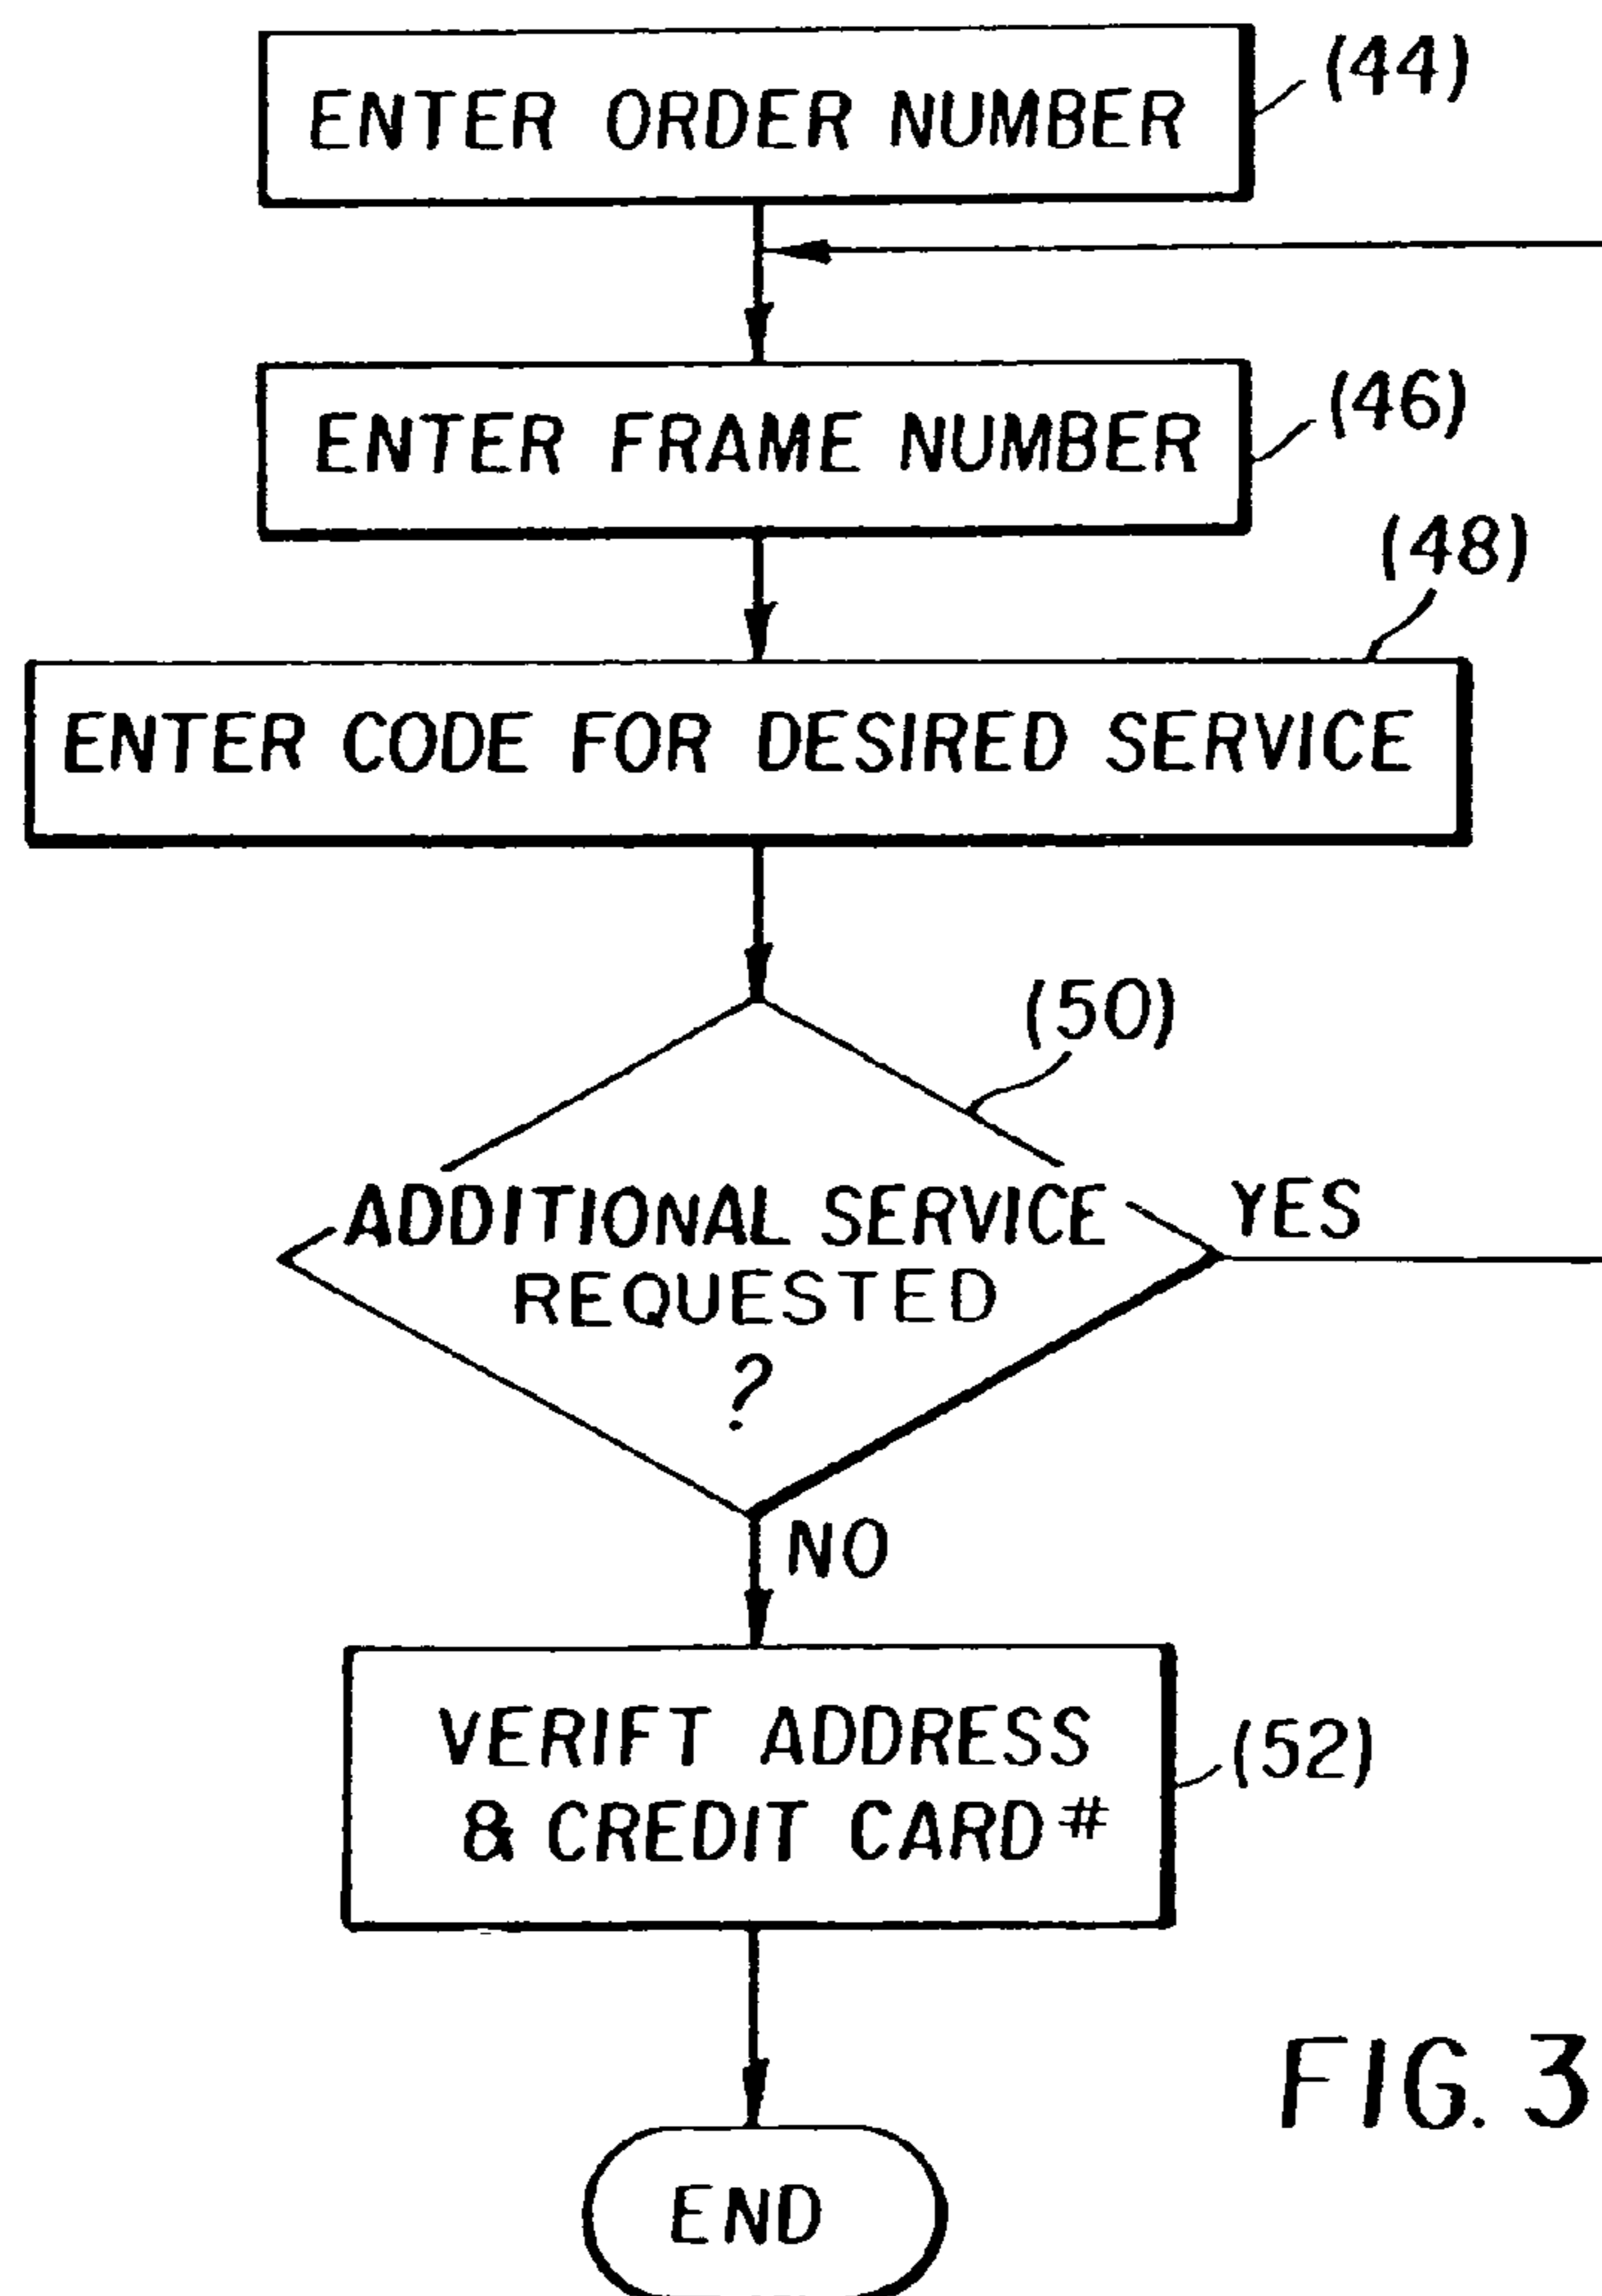 ENTER ORDER NUMBER
(44)
ENTER FRAME NUMBER
(46)
(48)
ENTER CODE FOR DESIRED SERVICE
(50)
ADDITIONAL SERVICE
REQUESTED
?
YES
NO
VERIFT ADDRESS
& CREDIT CARD #
(52)
FIG. 3
END